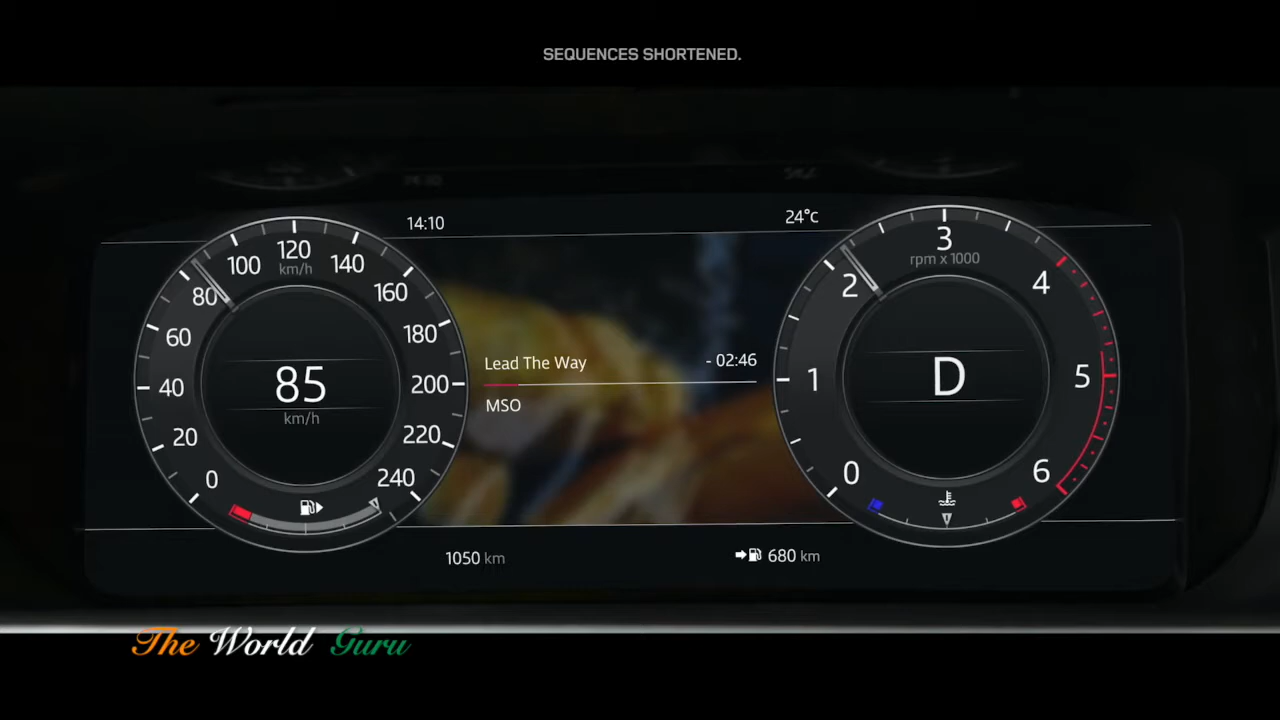 SEQUENCES SHORTENED.
14:10
24°c
0
20
40
60
80
100
120
140
160
180
200
220
240
km/h
85
km/h
Lead The Way
- 02:46
MSO
0
1
2
3
4
5
6
rpm x 1000
D
1050 km
680 km
The World Guru